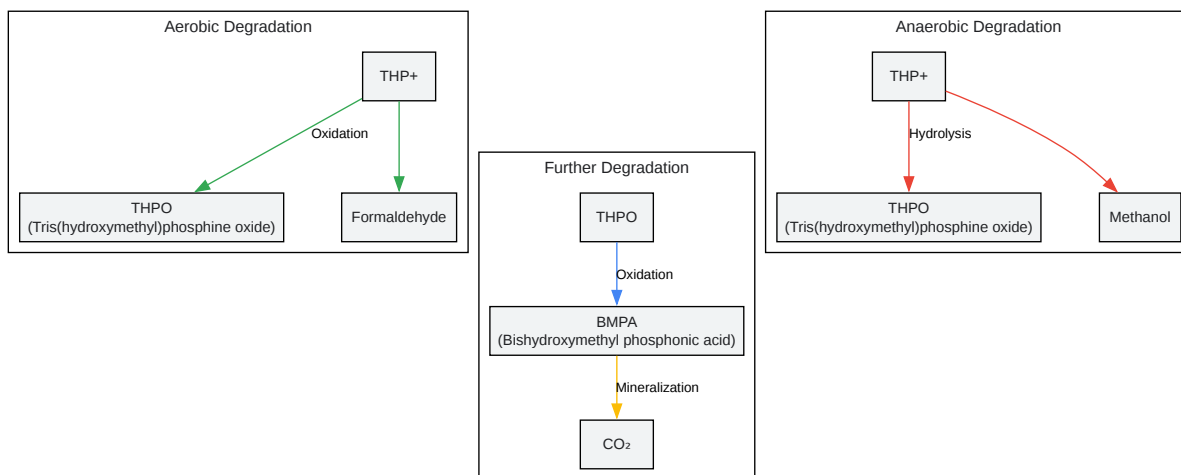 Aerobic Degradation
THP+
Oxidation
THPO
(Tris(hydroxymethyl)phosphine oxide)
Formaldehyde
Further Degradation
THPO
Oxidation
BMPA
(Bishydroxymethyl phosphonic acid)
Mineralization
CO₂
Anaerobic Degradation
THP+
Hydrolysis
THPO
(Tris(hydroxymethyl)phosphine oxide)
Methanol